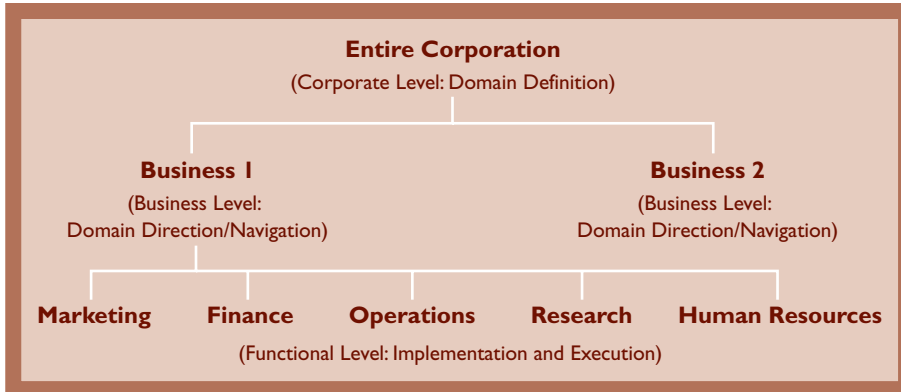 Entire Corporation
(Corporate Level: Domain Definition)
Business 1
(Business Level:
Domain Direction/Navigation)
Business 2
(Business Level:
Domain Direction/Navigation)
Marketing
Finance
Operations
Research
Human Resources
(Functional Level: Implementation and Execution)